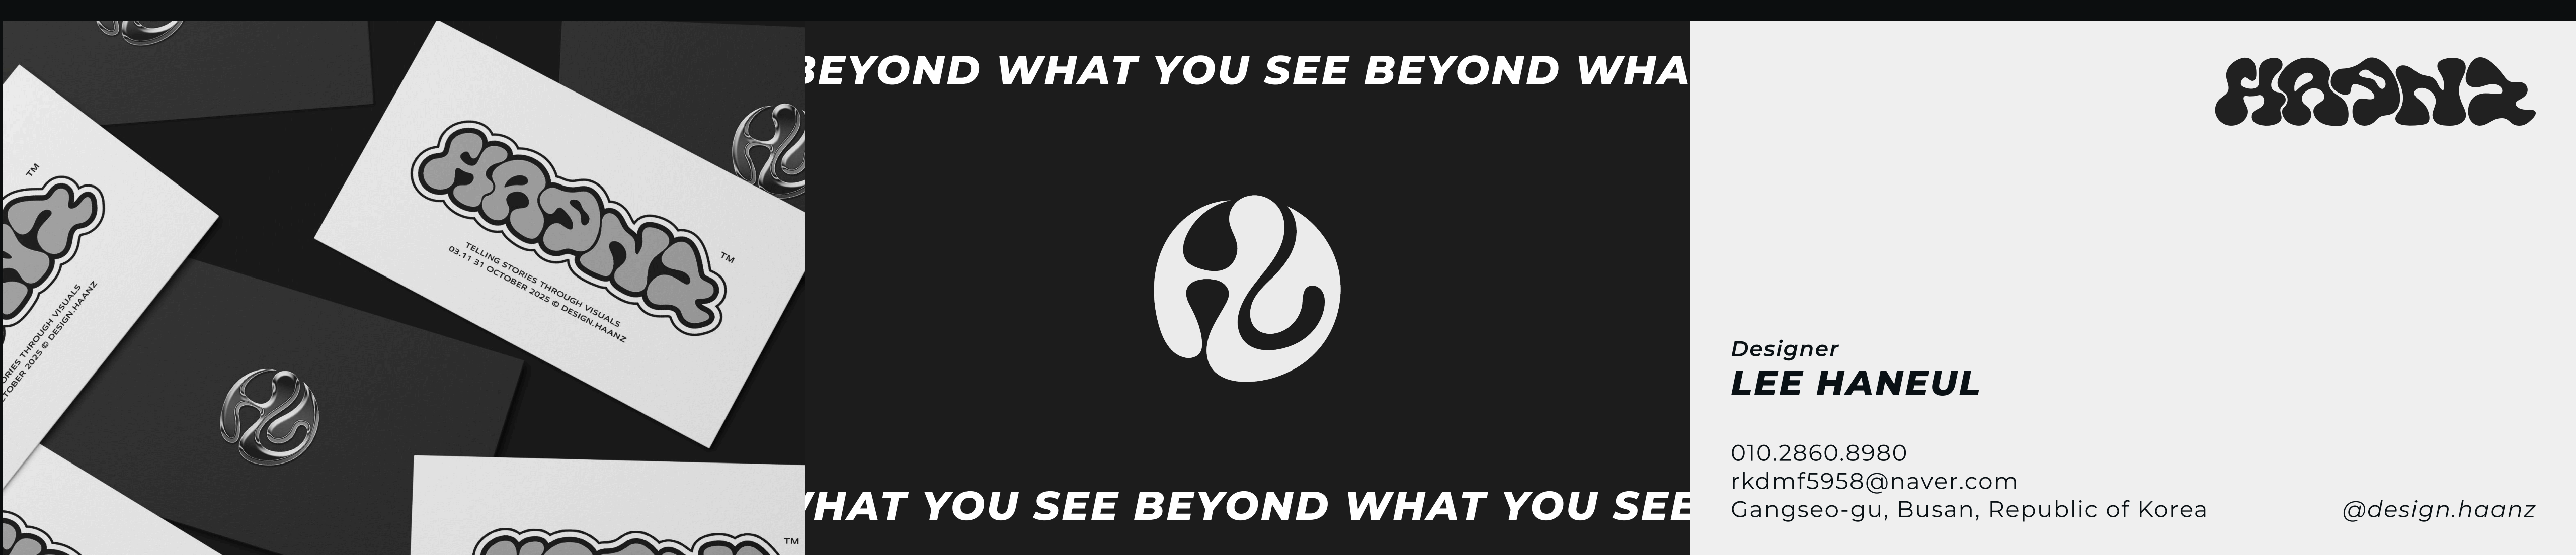 TM
ORIES THROUGH VISUALS
CTOBER 2025 © DESIGN.HAANZ
HAANZ
TM
TELLING STORIES THROUGH VISUALS
03.11 31 OCTOBER 2025 © DESIGN.HAANZ
TM
BEYOND WHAT YOU SEE BEYOND WHA
WHAT YOU SEE BEYOND WHAT YOU SEE
HAANZ
Designer
LEE HANEUL
010.2860.8980
rkdmf5958@naver.com
Gangseo-gu, Busan, Republic of Korea
@design.haanz